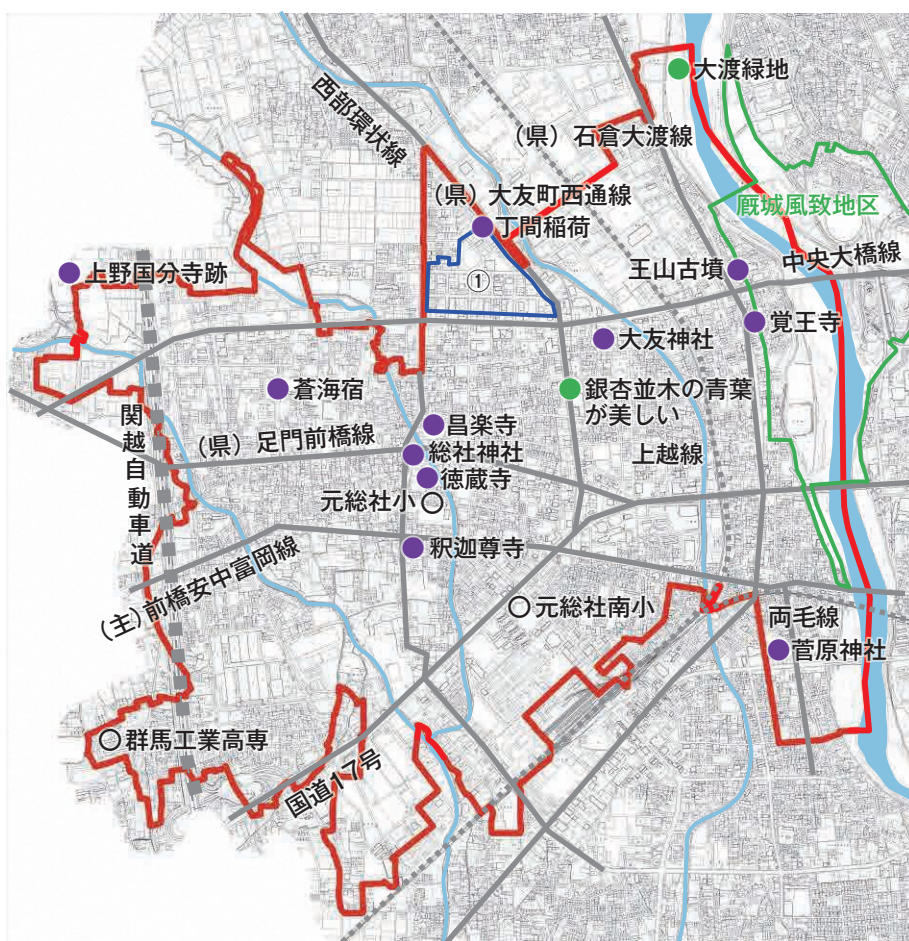 大渡緑地
西部環状線
(県) 石倉大渡線
(県) 大友町西通線
丁間稲荷
厩城風致地区
上野国分寺跡
①
王山古墳
中央大橋線
覚王寺
大友神社
蒼海宿
銀杏並木の青葉
が美しい
関越自動車道
昌楽寺
(県) 足門前橋線
総社神社
上越線
徳蔵寺
元総社小
釈迦尊寺
(主)前橋安中富岡線
元総社南小
両毛線
菅原神社
群馬工業高専
国道17号